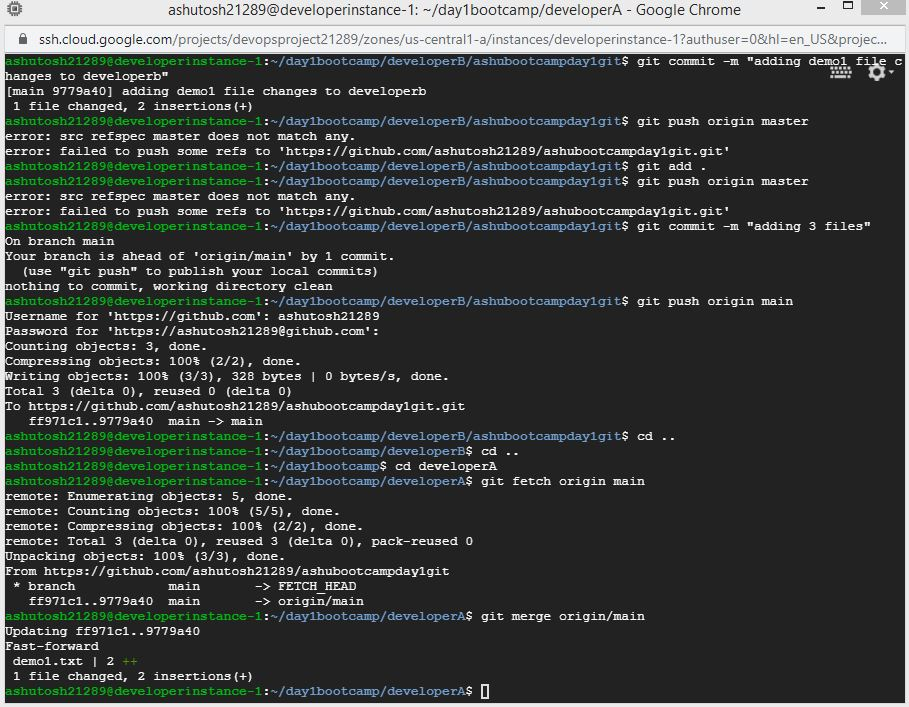 ashutosh21289@developerinstance-1: ~/day1bootcamp/developerA - Google Chrome
ssh.cloud.google.com/projects/devopsproject21289/zones/us-central1-a/instances/developerinstance-1?authuser=0&hl=en_US&projec...
ashutosh21289@developerinstance-1:~/day1bootcamp/developerB/ashubootcampday1git$ git commit -m "adding demo1 file c
hanges to developerb"
[main 9779a40] adding demo1 file changes to developerb
 1 file changed, 2 insertions(+)
ashutosh21289@developerinstance-1:~/day1bootcamp/developerB/ashubootcampday1git$ git push origin master
error: src refspec master does not match any.
error: failed to push some refs to 'https://github.com/ashutosh21289/ashubootcampday1git.git'
ashutosh21289@developerinstance-1:~/day1bootcamp/developerB/ashubootcampday1git$ git add .
ashutosh21289@developerinstance-1:~/day1bootcamp/developerB/ashubootcampday1git$ git push origin master
error: src refspec master does not match any.
error: failed to push some refs to 'https://github.com/ashutosh21289/ashubootcampday1git.git'
ashutosh21289@developerinstance-1:~/day1bootcamp/developerB/ashubootcampday1git$ git commit -m "adding 3 files"
On branch main
Your branch is ahead of 'origin/main' by 1 commit.
  (use "git push" to publish your local commits)
nothing to commit, working directory clean
ashutosh21289@developerinstance-1:~/day1bootcamp/developerB/ashubootcampday1git$ git push origin main
Username for 'https://github.com': ashutosh21289
Password for 'https://ashutosh21289@github.com':
Counting objects: 3, done.
Compressing objects: 100% (2/2), done.
Writing objects: 100% (3/3), 328 bytes | 0 bytes/s, done.
Total 3 (delta 0), reused 0 (delta 0)
To https://github.com/ashutosh21289/ashubootcampday1git.git
   ff971c1..9779a40  main -> main
ashutosh21289@developerinstance-1:~/day1bootcamp/developerB/ashubootcampday1git$ cd ..
ashutosh21289@developerinstance-1:~/day1bootcamp/developerB$ cd ..
ashutosh21289@developerinstance-1:~/day1bootcamp$ cd developerA
ashutosh21289@developerinstance-1:~/day1bootcamp/developerA$ git fetch origin main
remote: Enumerating objects: 5, done.
remote: Counting objects: 100% (5/5), done.
remote: Compressing objects: 100% (2/2), done.
remote: Total 3 (delta 0), reused 3 (delta 0), pack-reused 0
Unpacking objects: 100% (3/3), done.
From https://github.com/ashutosh21289/ashubootcampday1git
 * branch            main       -> FETCH_HEAD
   ff971c1..9779a40  main       -> origin/main
ashutosh21289@developerinstance-1:~/day1bootcamp/developerA$ git merge origin/main
Updating ff971c1..9779a40
Fast-forward
 demo1.txt | 2 ++
 1 file changed, 2 insertions(+)
ashutosh21289@developerinstance-1:~/day1bootcamp/developerA$